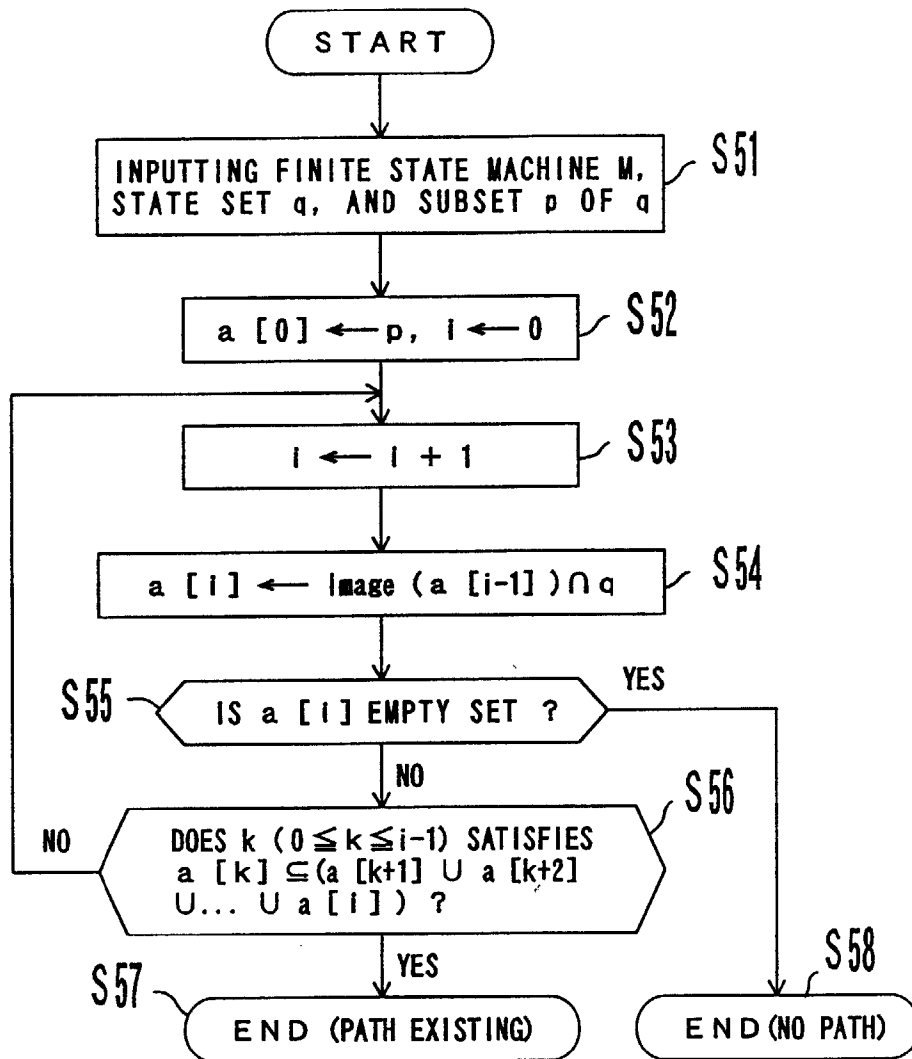 START
S51
INPUTTING FINITE STATE MACHINE M,
STATE SET q, AND SUBSET p OF q
S52
a [0] ← p, i ← 0
S53
i ← i + 1
S54
a [i] ← Image (a [i-1]) ∩ q
S55
YES
IS a [i] EMPTY SET ?
NO
S56
NO
DOES k (0 ≦ k ≦ i-1) SATISFIES
a [k] ⊆ (a [k+1] ∪ a [k+2]
∪... ∪ a [i]) ?
YES
S57
END (PATH EXISTING)
S58
END (NO PATH)